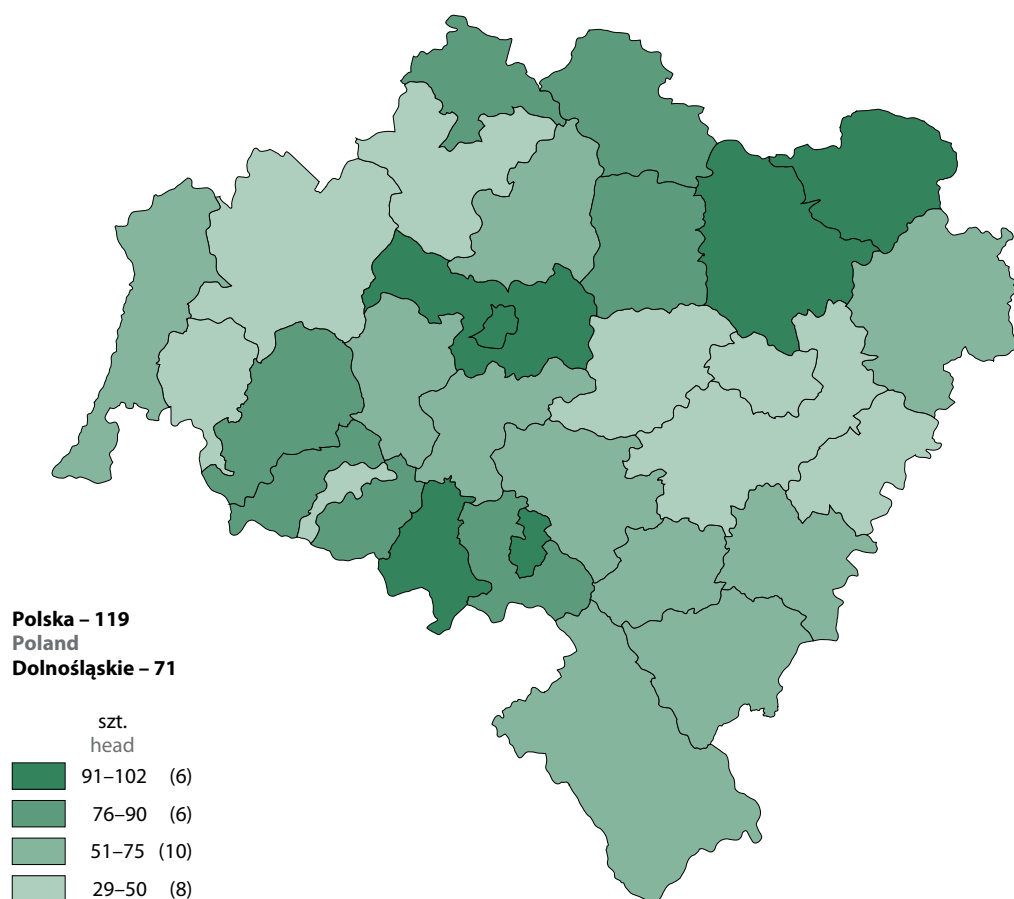 Polska – 119
Poland
Dolnośląskie – 71
szt.
head
91–102 (6)
76–90 (6)
51–75 (10)
29–50 (8)